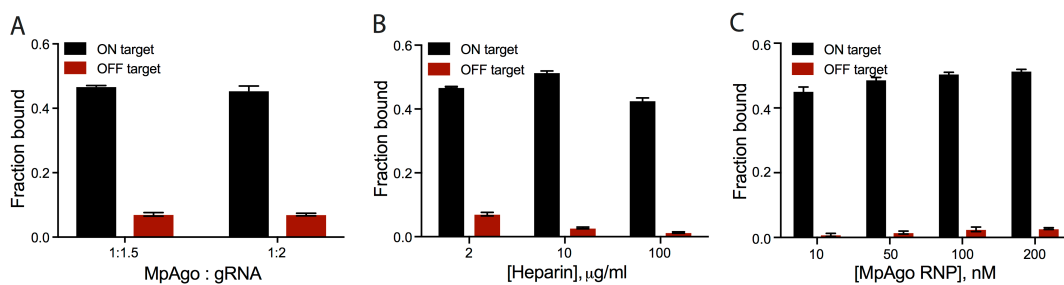 A
Fraction bound
0.6
0.4
0.2
0.0
ON target
OFF target
1:1.5
1:2
MpAgo : gRNA
B
Fraction bound
0.6
0.4
0.2
0.0
ON target
OFF target
2
10
100
[Heparin], μg/ml
C
Fraction bound
0.6
0.4
0.2
0.0
ON target
OFF target
10
50
100
200
[MpAgo RNP], nM